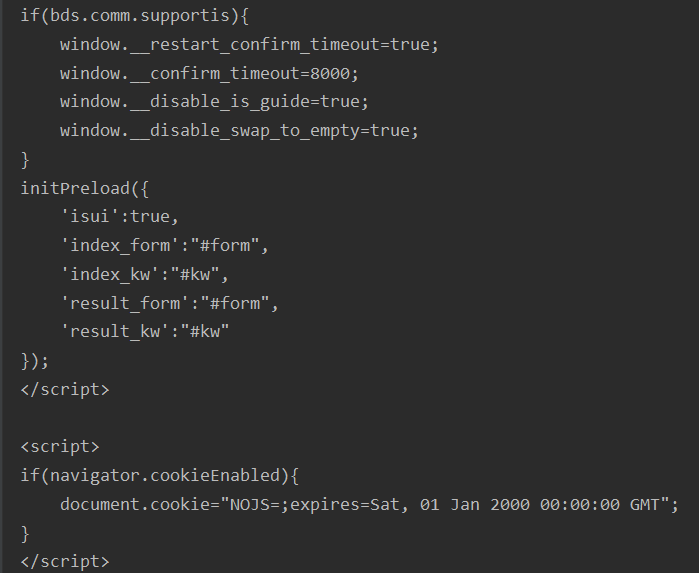 if(bds.comm.supportis){
    window.__restart_confirm_timeout=true;
    window.__confirm_timeout=8000;
    window.__disable_is_guide=true;
    window.__disable_swap_to_empty=true;
}
initPreload({
    'isui':true,
    'index_form':"#form",
    'index_kw':"#kw",
    'result_form':"#form",
    'result_kw':"#kw"
});
</script>

<script>
if(navigator.cookieEnabled){
    document.cookie="NOJS=;expires=Sat, 01 Jan 2000 00:00:00 GMT";
}
</script>